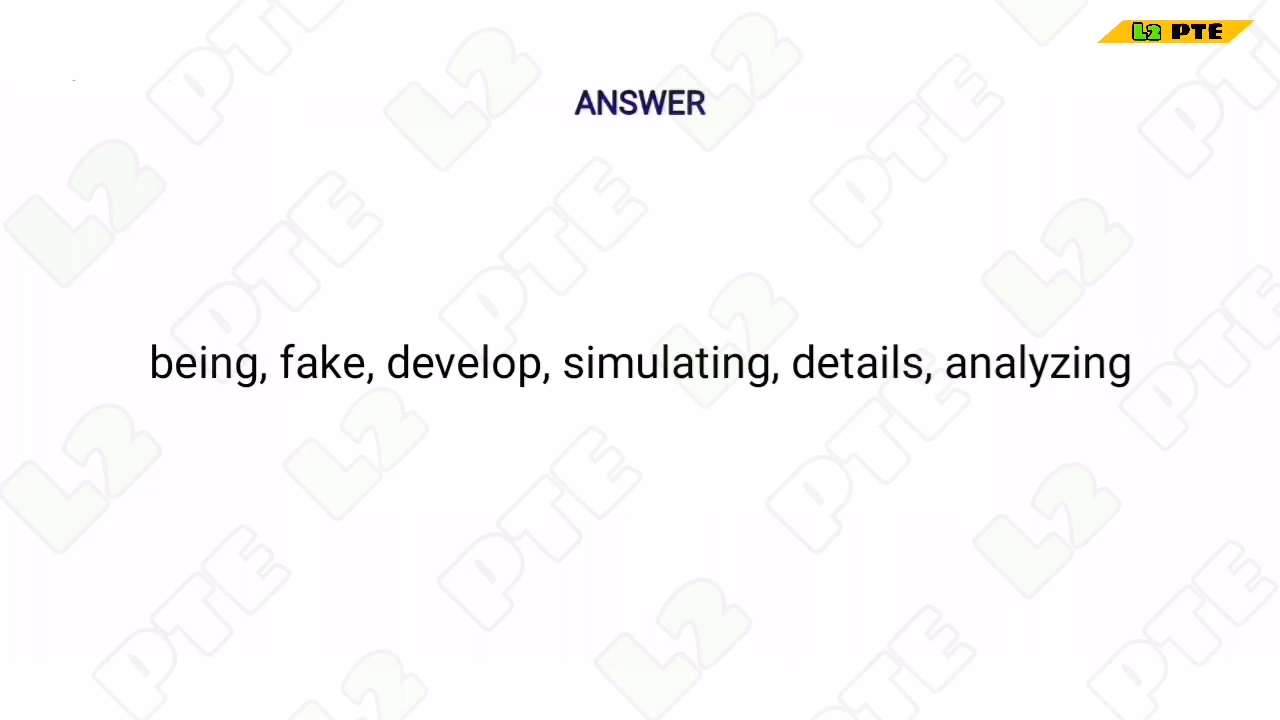 L2 PTE
ANSWER
being, fake, develop, simulating, details, analyzing